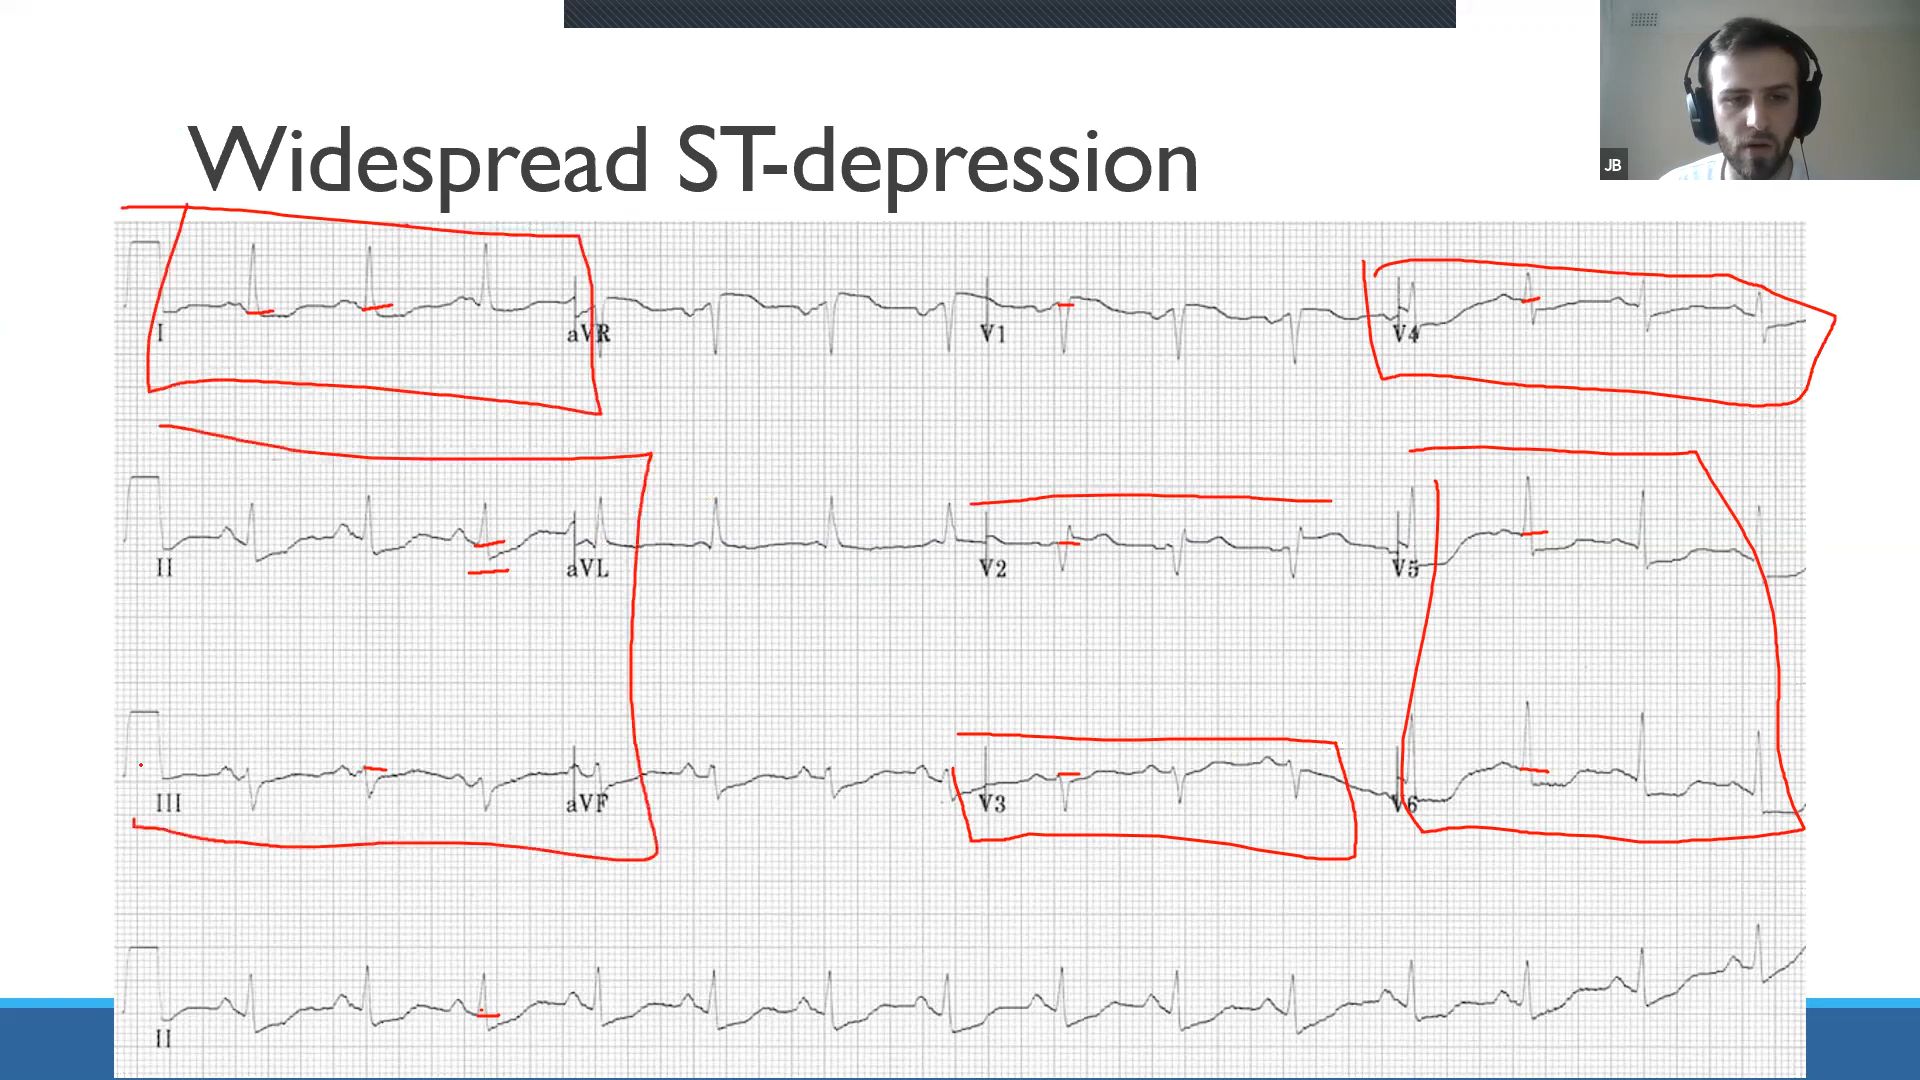 JB
Widespread ST-depression
I aVR V1 V4
II aVL V2 V5
III aVF V3 V6
II